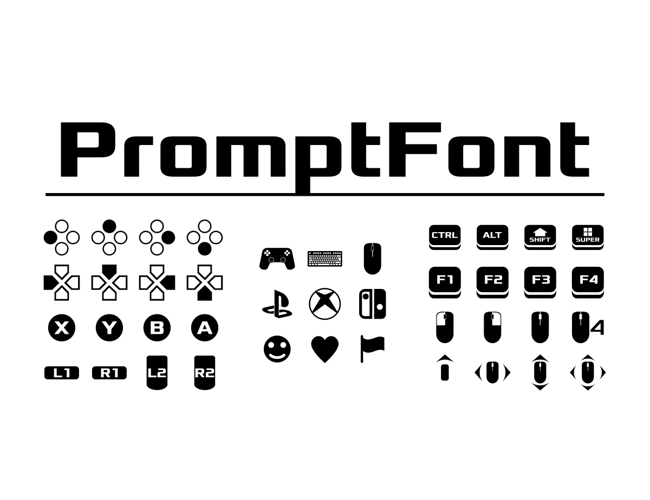 PromptFont
CTRL ALT SHIFT SUPER
F1 F2 F3 F4
X Y B A
4
L1 R1 L2 R2